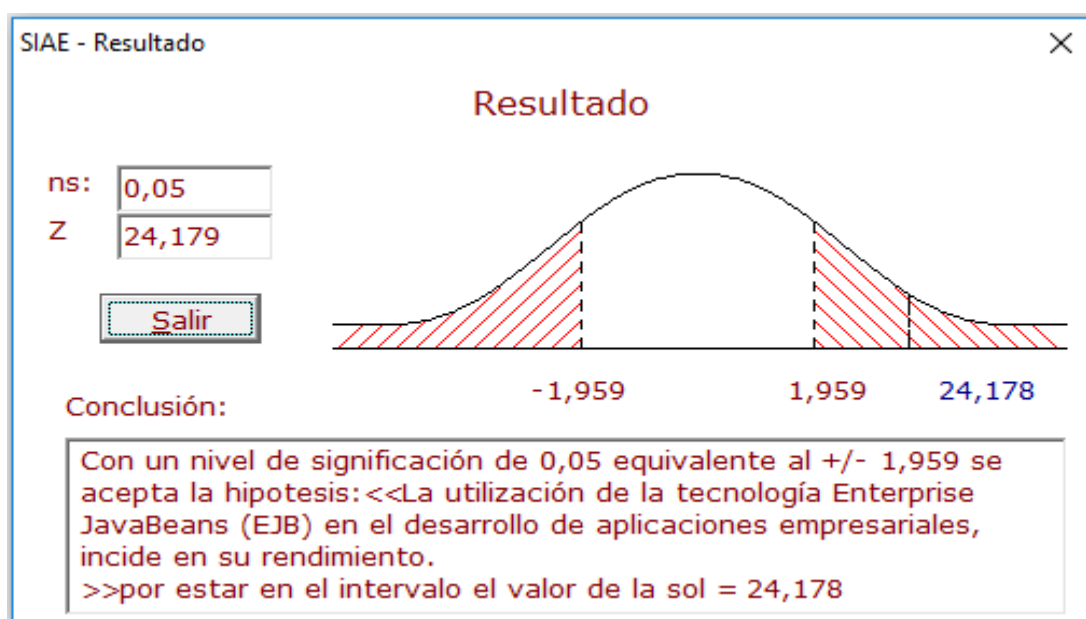 SIAE - Resultado
Resultado
ns: 0,05
Z 24,179
Salir
-1,959 1,959 24,178
Conclusión:
Con un nivel de significación de 0,05 equivalente al +/- 1,959 se
acepta la hipotesis:<<La utilización de la tecnología Enterprise
JavaBeans (EJB) en el desarrollo de aplicaciones empresariales,
incide en su rendimiento.
>>por estar en el intervalo el valor de la sol = 24,178